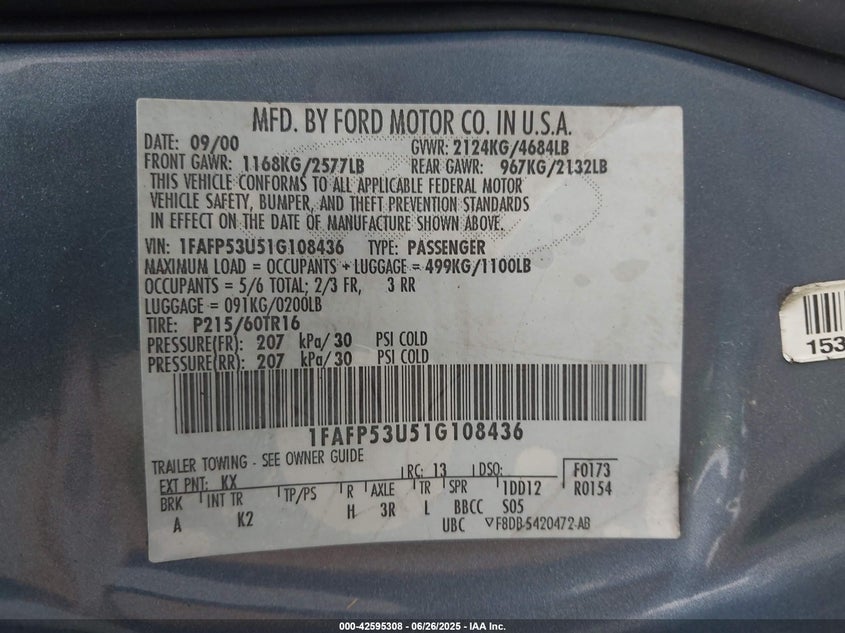 MFD. BY FORD MOTOR CO. IN U.S.A.
DATE: 09/00 GVWR: 2124KG/4684LB
FRONT GAWR: 1168KG/2577LB REAR GAWR: 967KG/2132LB
THIS VEHICLE CONFORMS TO ALL APPLICABLE FEDERAL MOTOR
VEHICLE SAFETY, BUMPER, AND THEFT PREVENTION STANDARDS
IN EFFECT ON THE DATE OF MANUFACTURE SHOWN ABOVE.
VIN: 1FAFP53U51G108436 TYPE: PASSENGER
MAXIMUM LOAD = OCCUPANTS + LUGGAGE = 499KG/1100LB
OCCUPANTS = 5/6 TOTAL; 2/3 FR, 3 RR
LUGGAGE = 091KG/0200LB
TIRE: P215/60TR16
PRESSURE(FR): 207 kPa/30 PSI COLD
PRESSURE(RR): 207 kPa/30 PSI COLD
1FAFP53U51G108436
TRAILER TOWING - SEE OWNER GUIDE
EXT PNT: KX RC: 13 DSO: F0173
BRK INT TR TP/PS R AXLE TR SPR 1DD12 R0154
A K2 H 3R L BBCC S05
UBC F8DB-5420472-AB
153
000-42595308 | 06/26/2025 - IAA Inc.